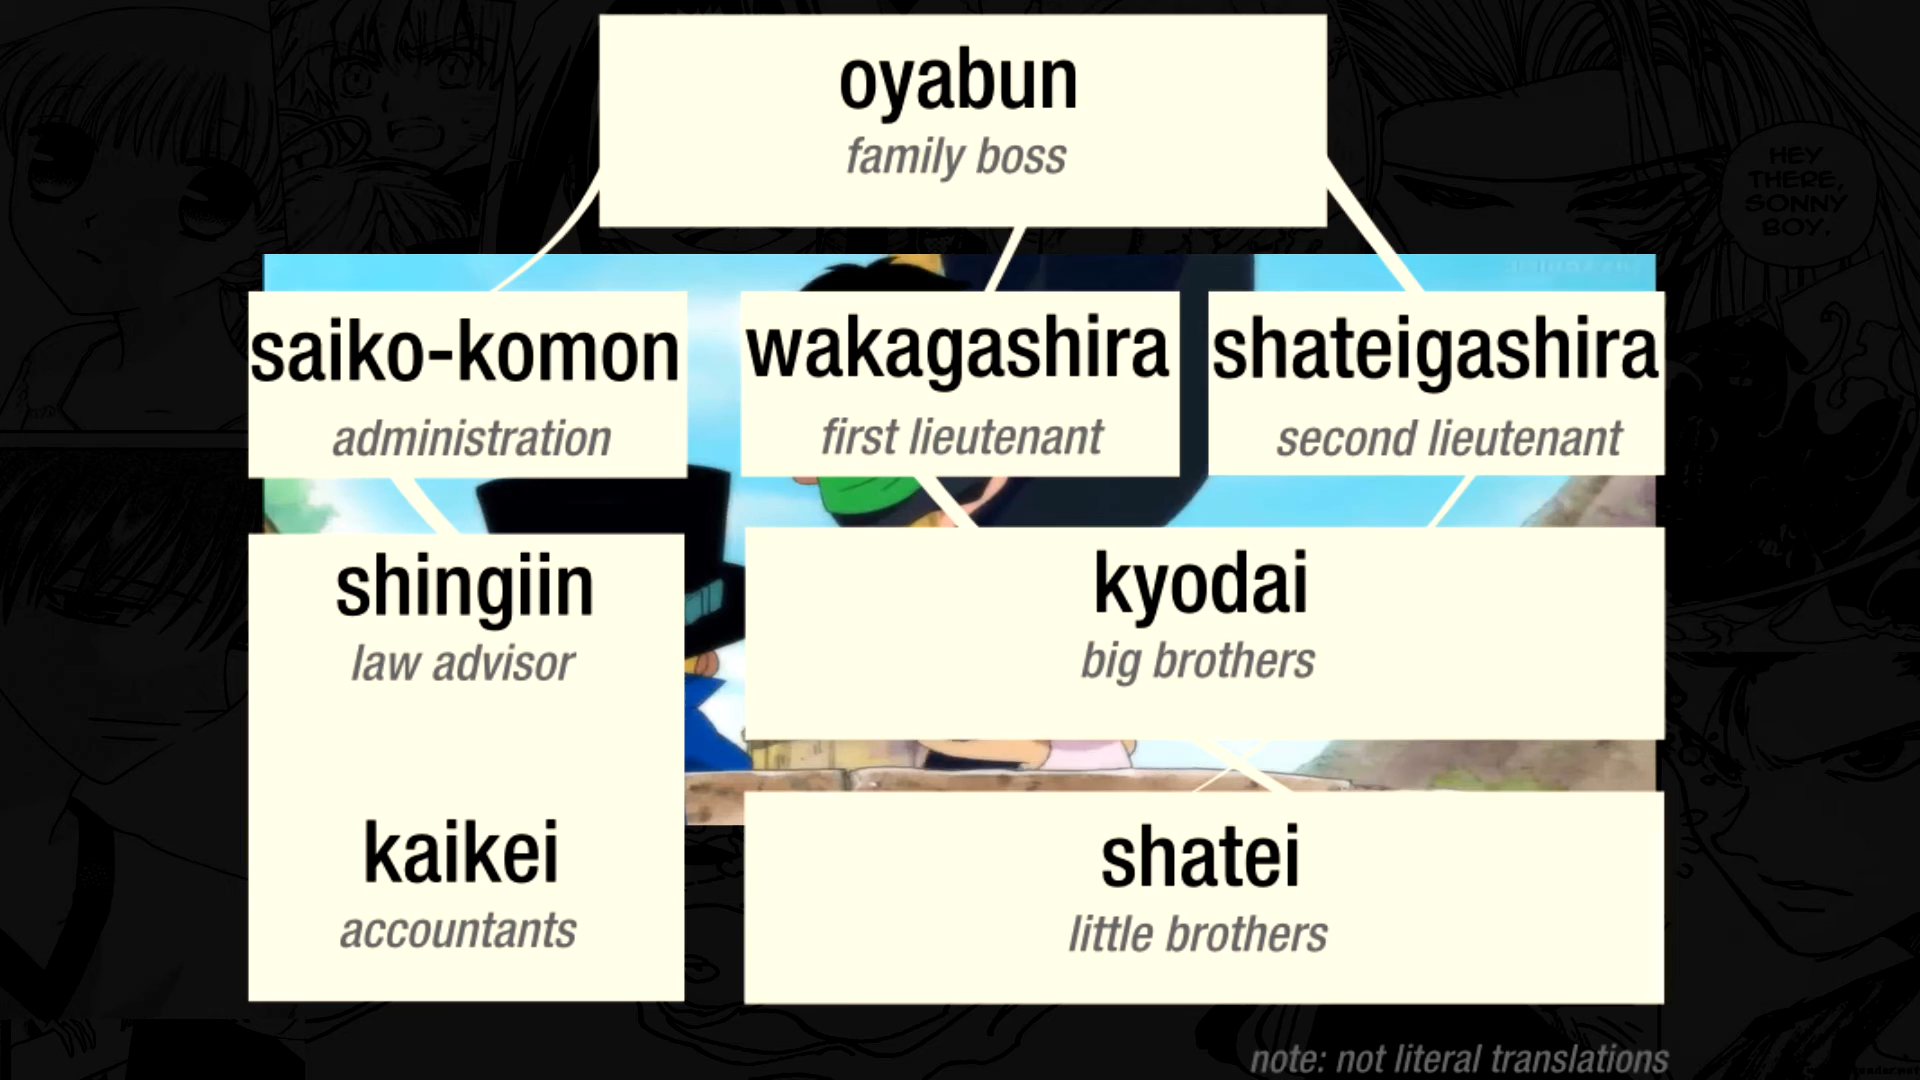 oyabun
family boss
HEY
THERE,
SONNY
BOY.
saiko-komon
administration
wakagashira
first lieutenant
shateigashira
second lieutenant
shingiin
law advisor
kyodai
big brothers
kaikei
accountants
shatei
little brothers
note: not literal translations